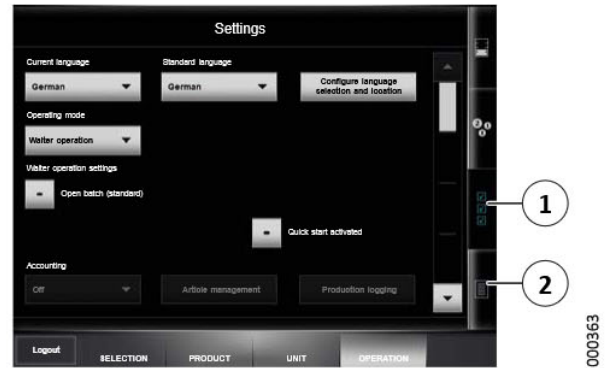 Settings
Current language
Standard language
German
German
Configure language
selection and location
Operating mode
Waiter operation
Waiter operation settings
Open batch (standard)
Quick start activated
Accounting
Off
Article management
Production logging
Logout
SELECTION
PRODUCT
UNIT
OPERATION
1
2
000363